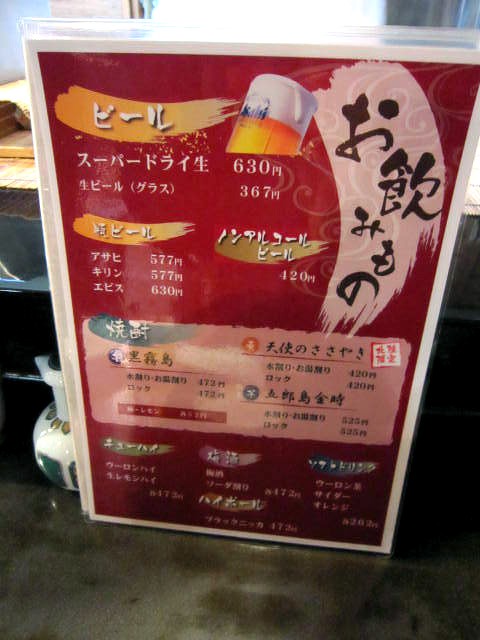 お飲みもの
ビール
スーパードライ生 630円
生ビール（グラス） 367円
瓶ビール
アサヒ 577円
キリン 577円
エビス 630円
ノンアルコール
ビール
420円
焼酎
黒霧島
水割り・お湯割り 472円
ロック 472円
天使のささやき
水割り・お湯割り 420円
ロック 420円
五郎島金時
水割り・お湯割り 525円
ロック 525円
チューハイ
ウーロンハイ
生レモンハイ
各472円
梅酒
梅酒
ソーダ割り
各472円
ハイボール
ブラックニッカ 472円
ソフトドリンク
ウーロン茶
サイダー
オレンジ
各262円